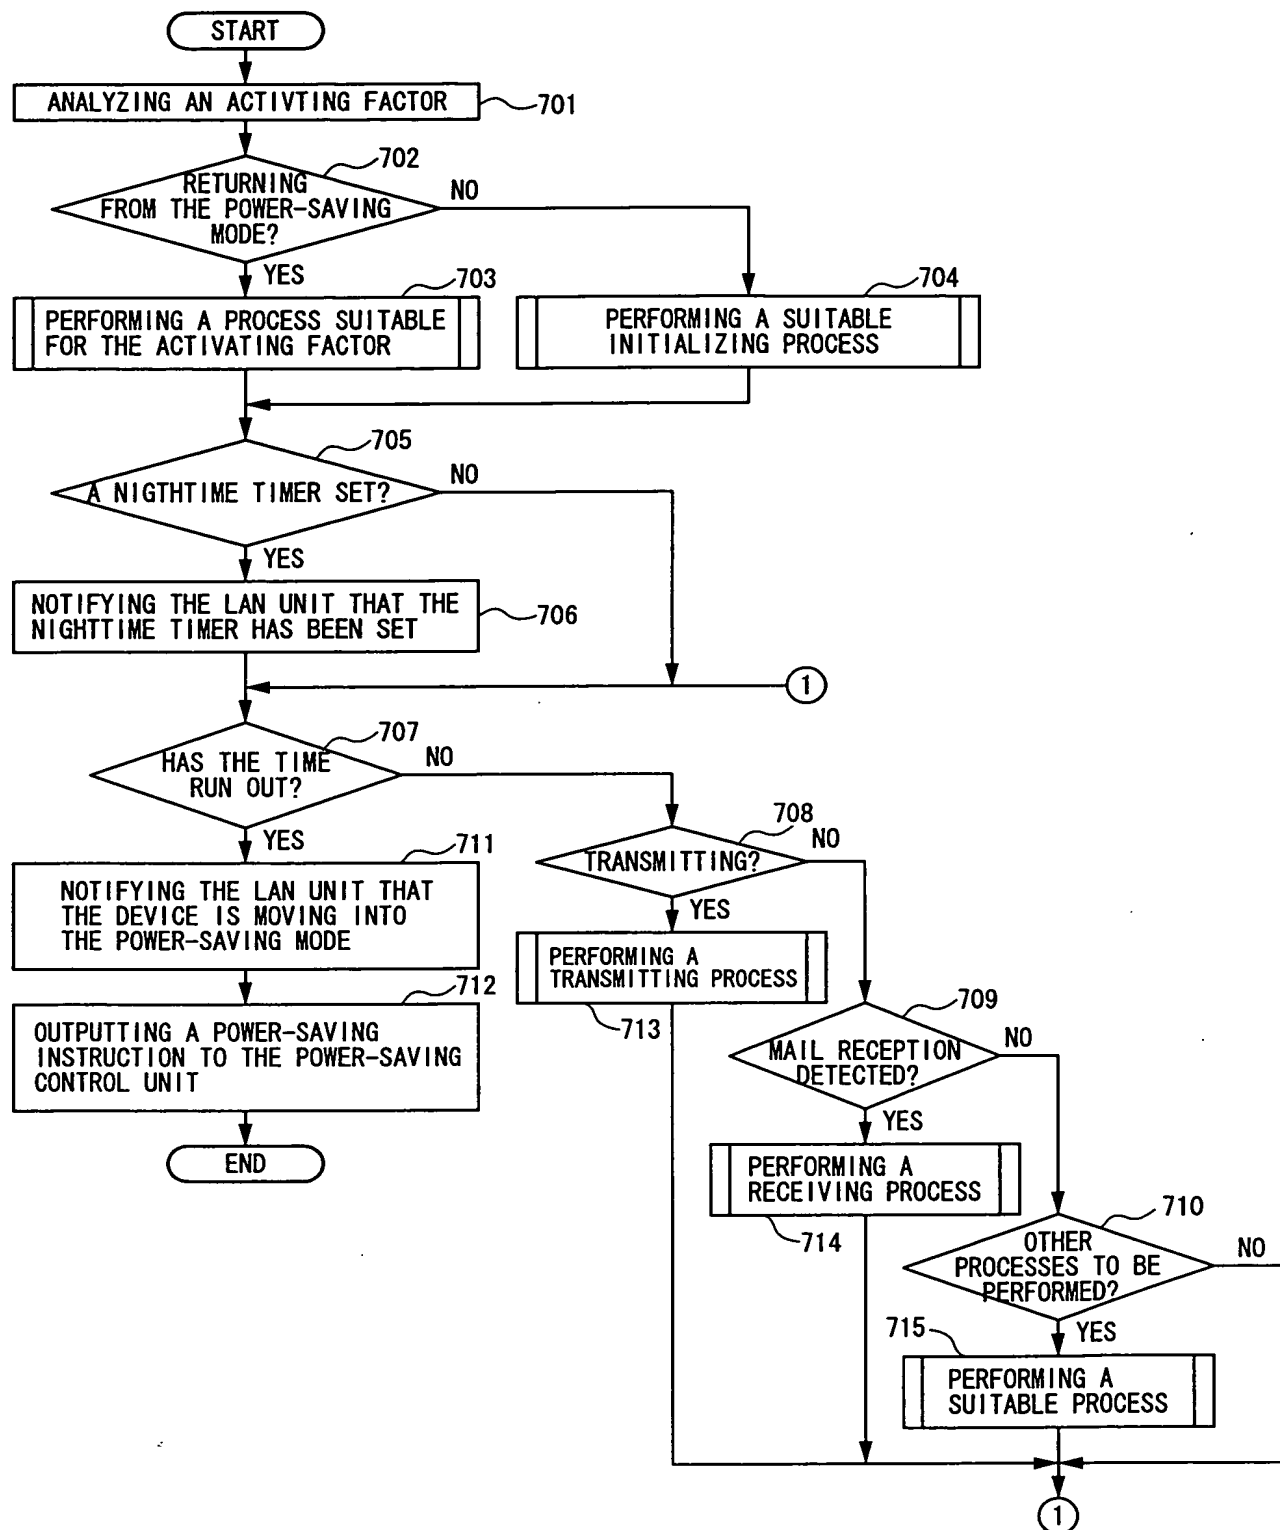 START
ANALYZING AN ACTIVTING FACTOR
701
702
RETURNING
FROM THE POWER-SAVING
MODE?
NO
YES
703
PERFORMING A PROCESS SUITABLE
FOR THE ACTIVATING FACTOR
704
PERFORMING A SUITABLE
INITIALIZING PROCESS
705
A NIGTHTIME TIMER SET?
NO
YES
NOTIFYING THE LAN UNIT THAT THE
NIGHTTIME TIMER HAS BEEN SET
706
1
707
HAS THE TIME
RUN OUT?
NO
YES
708
TRANSMITTING?
NO
YES
711
NOTIFYING THE LAN UNIT THAT
THE DEVICE IS MOVING INTO
THE POWER-SAVING MODE
PERFORMING A
TRANSMITTING PROCESS
713
712
OUTPUTTING A POWER-SAVING
INSTRUCTION TO THE POWER-SAVING
CONTROL UNIT
END
709
MAIL RECEPTION
DETECTED?
NO
YES
PERFORMING A
RECEIVING PROCESS
714
710
OTHER
PROCESSES TO BE
PERFORMED?
NO
YES
715
PERFORMING A
SUITABLE PROCESS
1